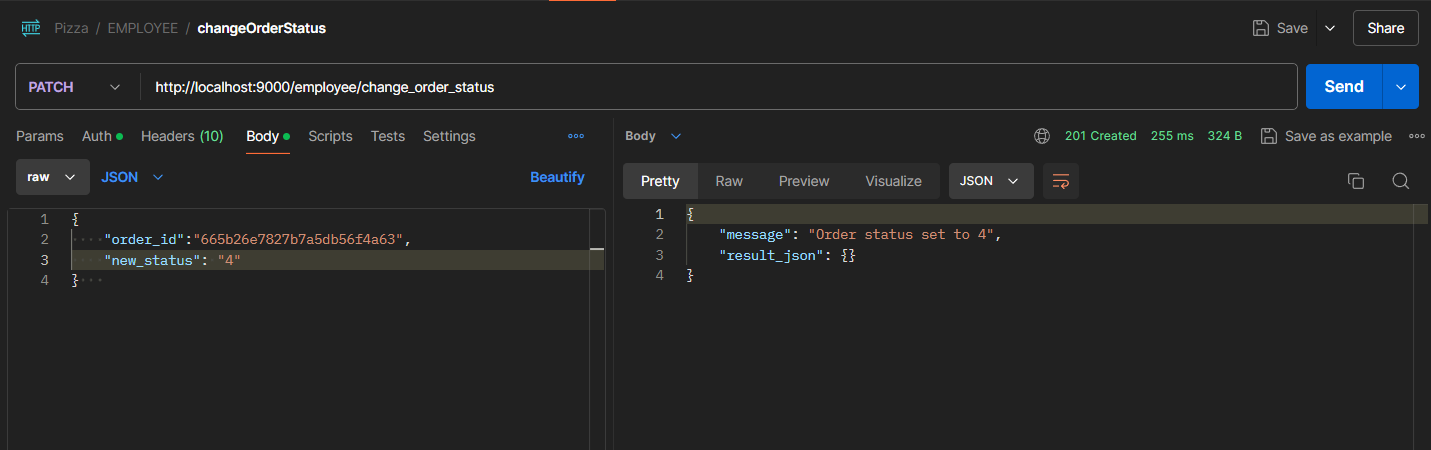 HTTP Pizza / EMPLOYEE / changeOrderStatus Save Share
PATCH http://localhost:9000/employee/change_order_status Send
Params Auth Headers (10) Body Scripts Tests Settings
raw JSON Beautify
1 {
2 "order_id":"665b26e7827b7a5db56f4a63",
3 "new_status": "4"
4 }
Body 201 Created 255 ms 324 B Save as example
Pretty Raw Preview Visualize JSON
1 {
2 "message": "Order status set to 4",
3 "result_json": {}
4 }